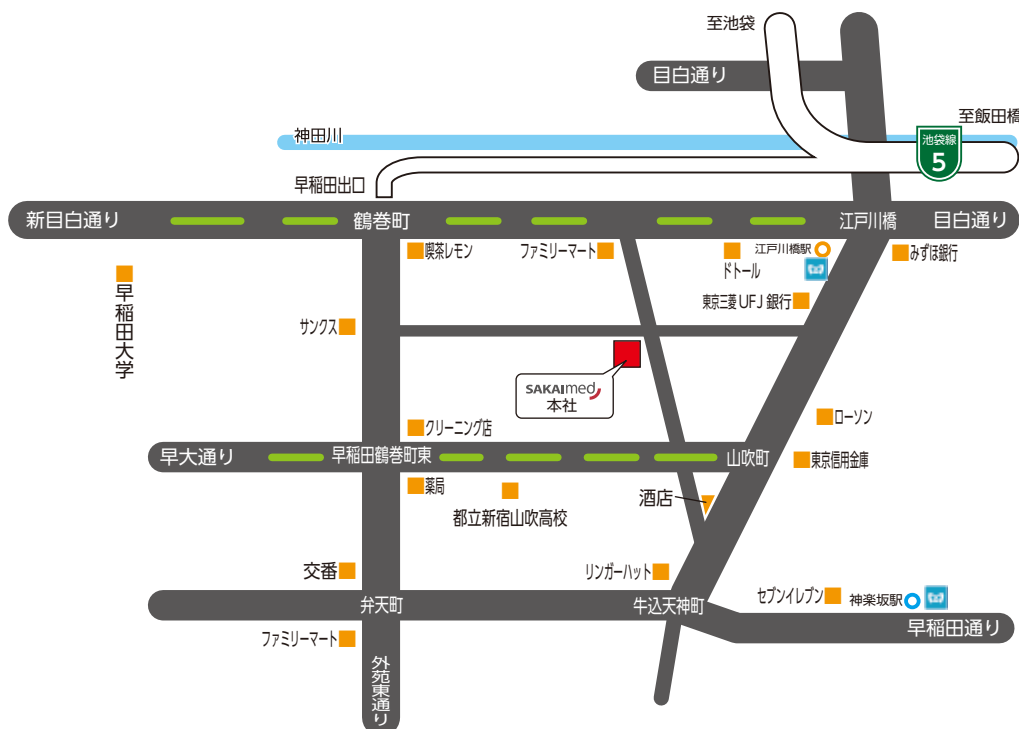 至池袋
目白通り
至飯田橋
神田川
池袋線
5
早稲田出口
新目白通り
鶴巻町
江戸川橋
目白通り
喫茶レモン
ファミリーマート
江戸川橋駅
ドトール
みずほ銀行
早稲田大学
東京三菱UFJ銀行
サンクス
SAKAImed
本社
ローソン
クリーニング店
早大通り
早稲田鶴巻町東
山吹町
東京信用金庫
薬局
都立新宿山吹高校
酒店
交番
リンガーハット
セブンイレブン
神楽坂駅
弁天町
牛込天神町
早稲田通り
ファミリーマート
外苑東通り